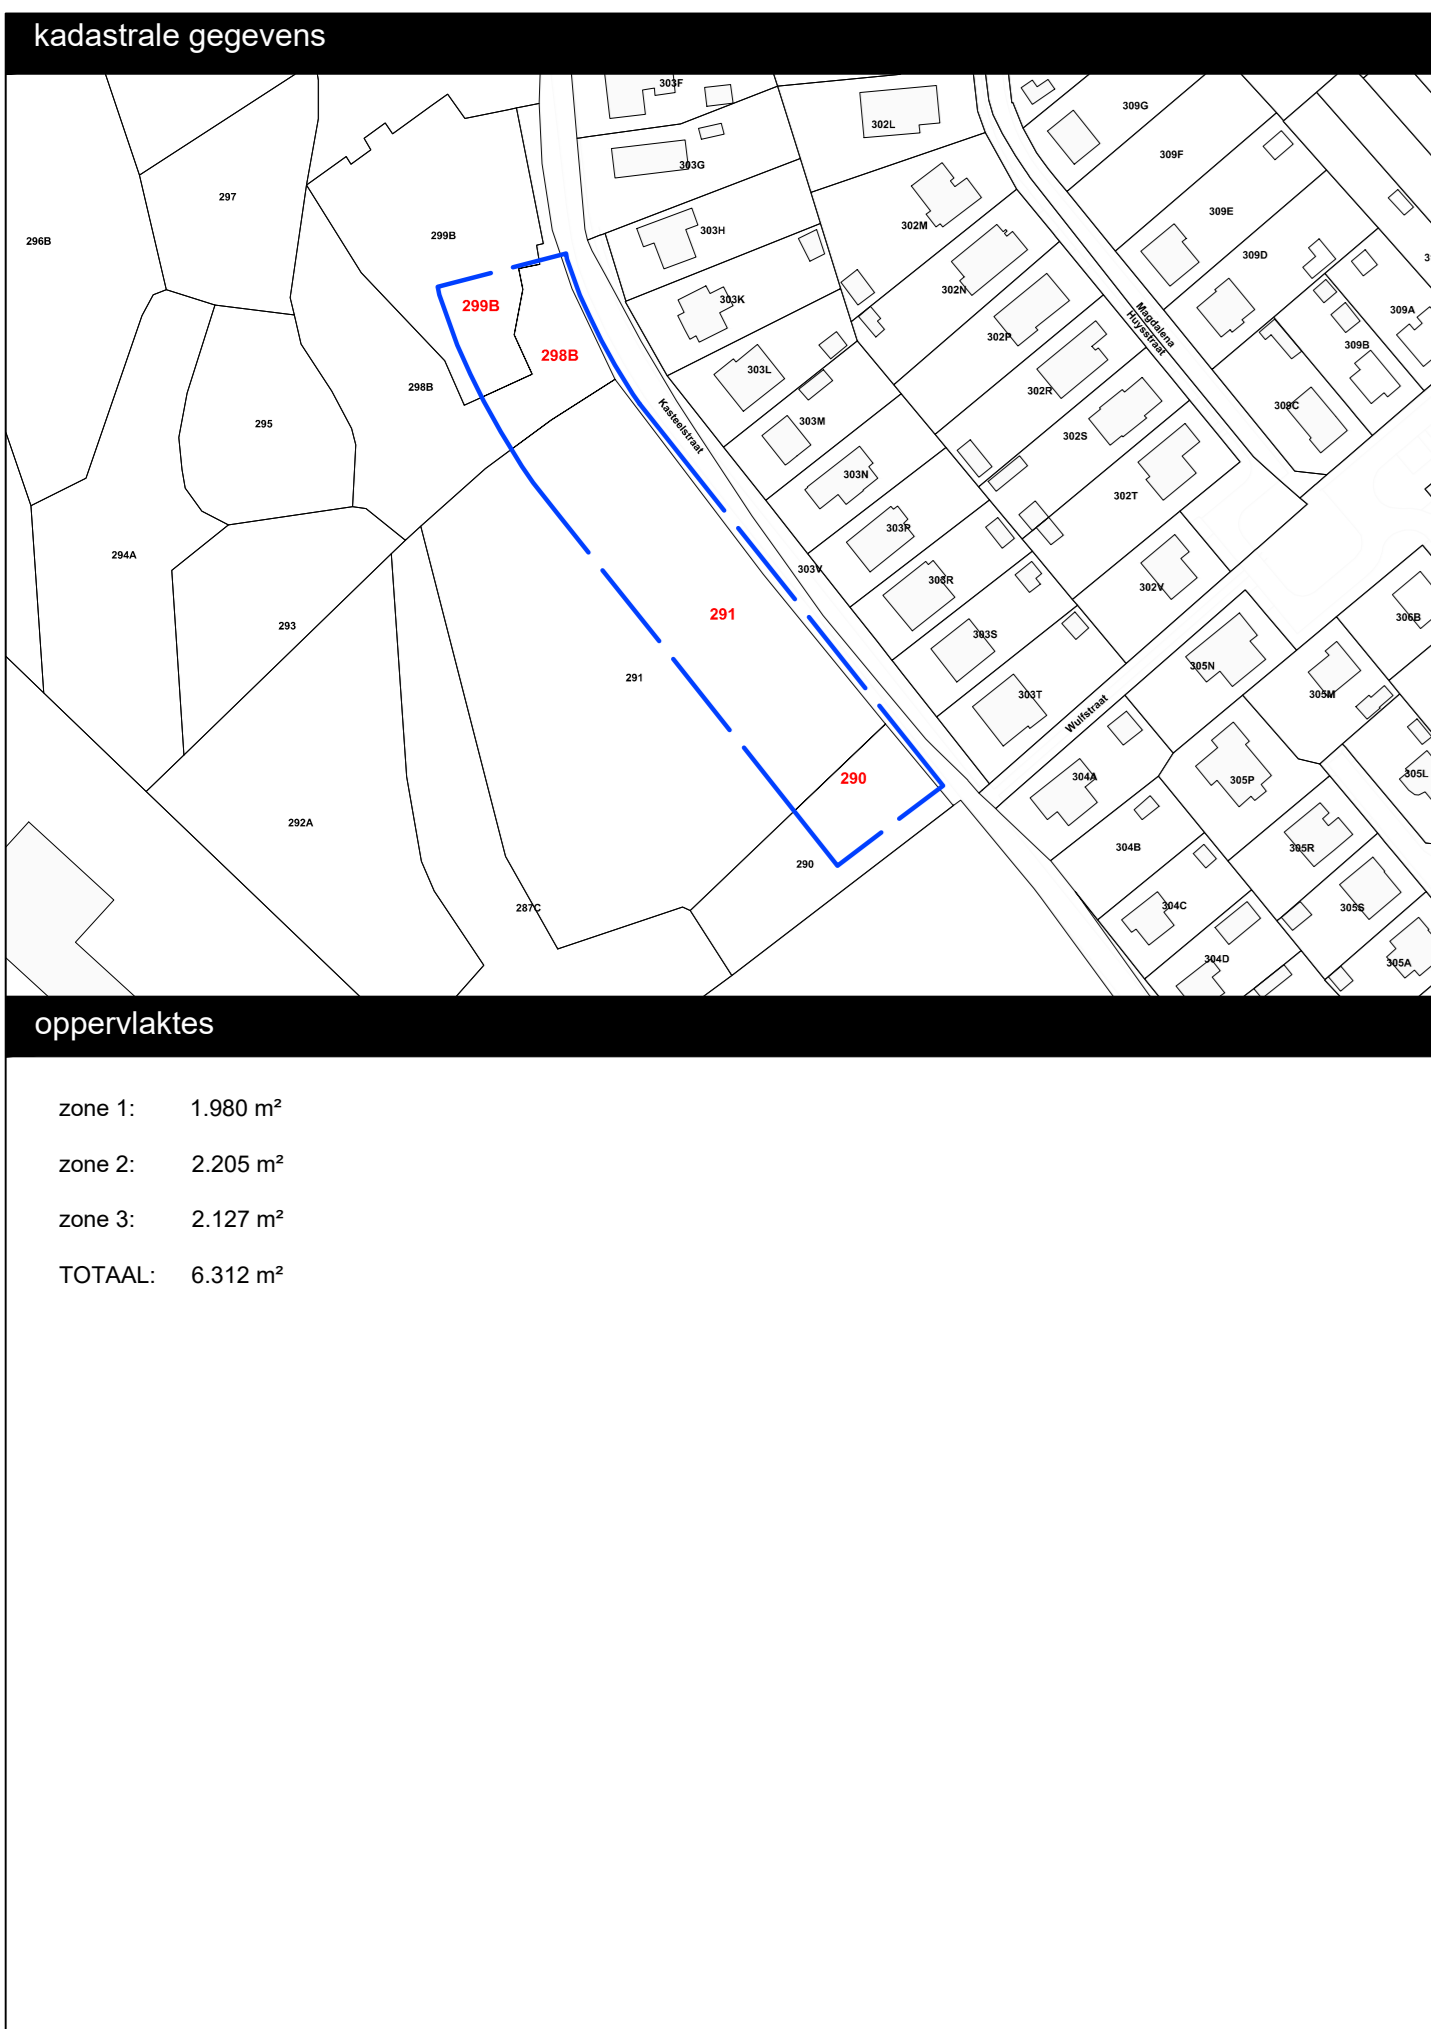 kadastrale gegevens
303F
302L
309G
309F
303G
297
296B
299B
303H
302M
309E
309D
299B
303K
302N
302P
Magdalena
Huysstraat
309A
309B
298B
298B
303L
302R
309C
295
Kasteelstraat
303M
302S
303N
302T
294A
303P
303V
303R
302V
293
291
303S
306B
291
303T
305N
305M
Wulfstraat
290
304A
305P
305L
292A
290
304B
305R
287C
304C
305S
304D
305A
oppervlaktes
zone 1: 1.980 m²
zone 2: 2.205 m²
zone 3: 2.127 m²
TOTAAL: 6.312 m²